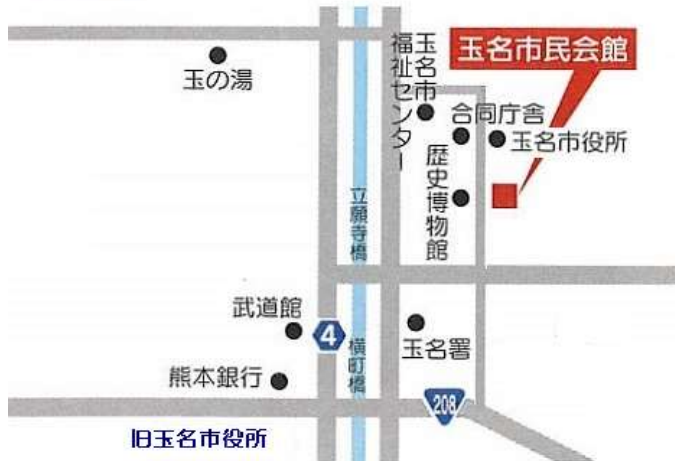 玉名市民会館
玉名市
福祉センター
玉の湯
合同庁舎
玉名市役所
歴史博物館
立願寺橋
武道館
4
横町橋
玉名署
熊本銀行
208
旧玉名市役所